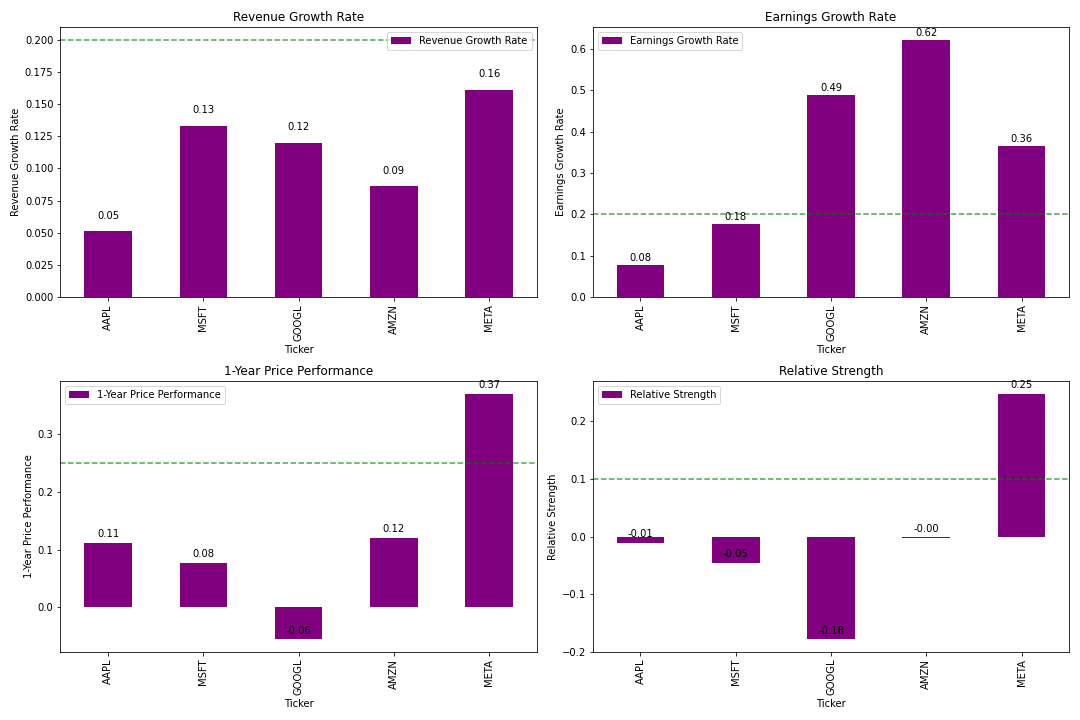 Revenue Growth Rate
Revenue Growth Rate
Revenue Growth Rate
0.200
0.175
0.150
0.125
0.100
0.075
0.050
0.025
0.000
0.05
0.13
0.12
0.09
0.16
AAPL
MSFT
GOOGL
AMZN
META
Ticker
Earnings Growth Rate
Earnings Growth Rate
Earnings Growth Rate
0.6
0.5
0.4
0.3
0.2
0.1
0.0
0.08
0.18
0.49
0.62
0.36
AAPL
MSFT
GOOGL
AMZN
META
Ticker
1-Year Price Performance
1-Year Price Performance
1-Year Price Performance
0.3
0.2
0.1
0.0
0.11
0.08
-0.06
0.12
0.37
AAPL
MSFT
GOOGL
AMZN
META
Ticker
Relative Strength
Relative Strength
Relative Strength
0.2
0.1
0.0
−0.1
−0.2
-0.01
-0.05
-0.18
-0.00
0.25
AAPL
MSFT
GOOGL
AMZN
META
Ticker